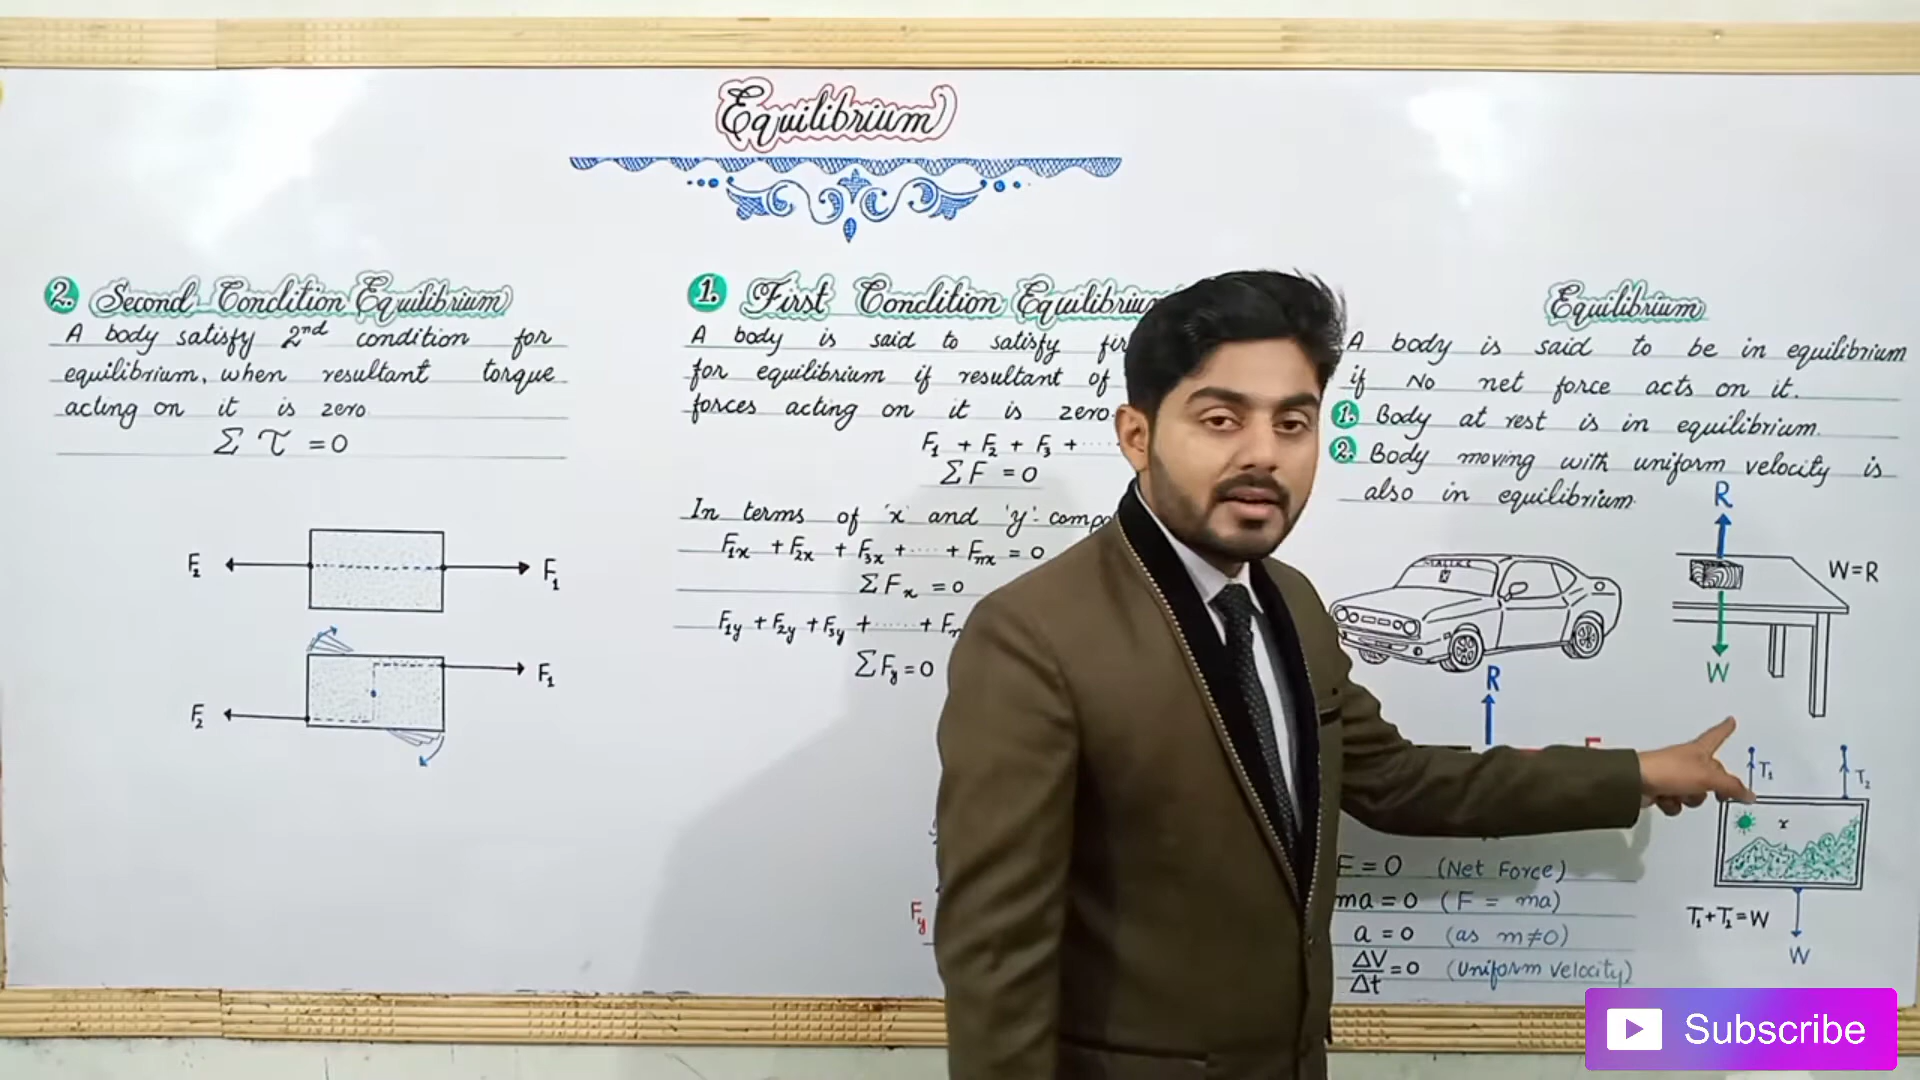 Equilibrium
2. Second Condition Equilibrium
A body satisfy 2nd condition for
equilibrium, when resultant torque
acting on it is zero
Σ τ = 0
F2 F1
F1
F2
1. First Condition Equilibrium
A body is said to satisfy
for equilibrium if resultant of
forces acting on it is zero.
F1 + F2 + F3 + ·····
ΣF = 0
In terms of 'x' and 'y'
F1x + F2x + F3x + ···· + Fnx = 0
ΣFx = 0
F1y + F2y + F3y + ······ +
ΣFy = 0
Fy
Equilibrium
A body is said to be in equilibrium
if No net force acts on it.
1. Body at rest is in equilibrium.
2. Body moving with uniform velocity is
also in equilibrium.
R
W=R
W
R
T1 T2
F = 0 (Net Force)
ma = 0 (F = ma)
a = 0 (as m≠0)
ΔV/Δt = 0 (Uniform velocity)
T1+T2=W
W
Subscribe